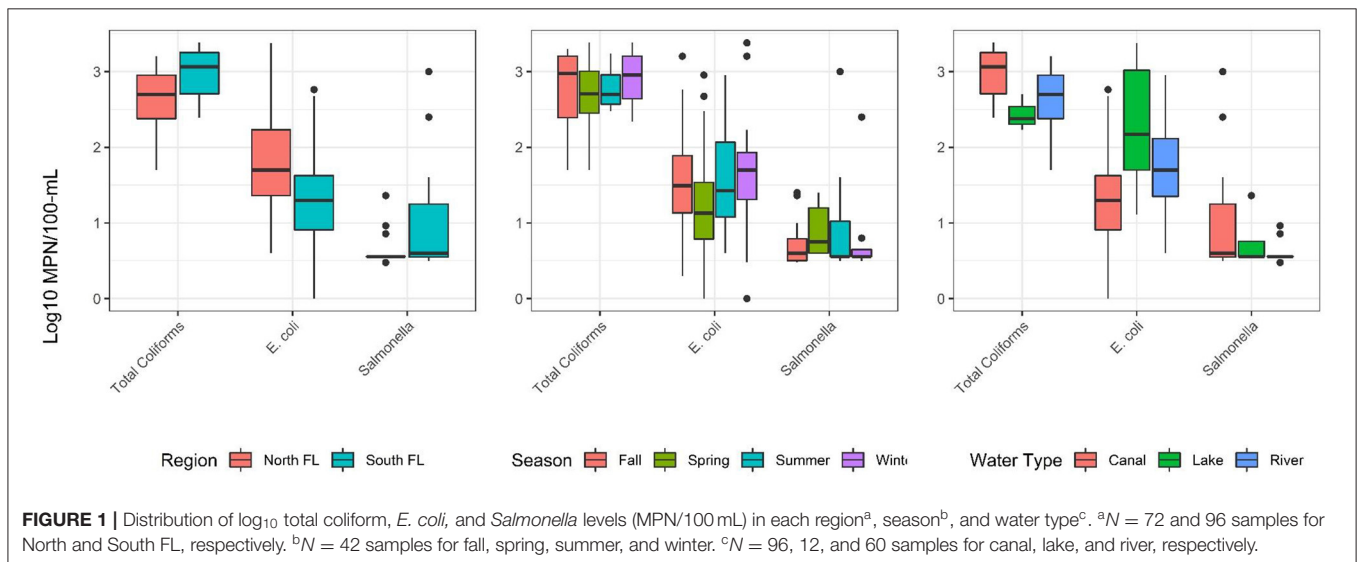 Log10 MPN/100-mL
3
2
1
0
Total Coliforms
E. coli
Salmonella
Region North FL South FL
3
2
1
0
Total Coliforms
E. coli
Salmonella
Season Fall Spring Summer Winte
3
2
1
0
Total Coliforms
E. coli
Salmonella
Water Type Canal Lake River
FIGURE 1 | Distribution of log₁₀ total coliform, E. coli, and Salmonella levels (MPN/100 mL) in each regionᵃ, seasonᵇ, and water typeᶜ. ᵃN = 72 and 96 samples for
North and South FL, respectively. ᵇN = 42 samples for fall, spring, summer, and winter. ᶜN = 96, 12, and 60 samples for canal, lake, and river, respectively.